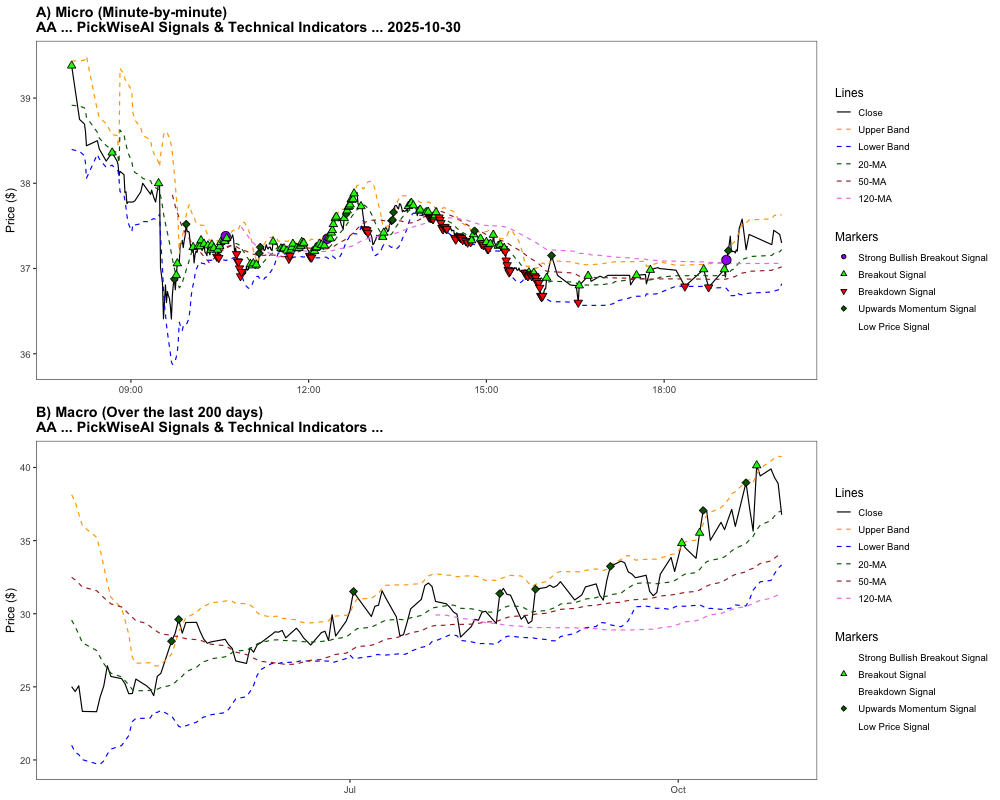 A) Micro (Minute-by-minute)
AA ... PickWiseAI Signals & Technical Indicators ... 2025-10-30
Price ($)
39
38
37
36
09:00
12:00
15:00
18:00
Lines
Close
Upper Band
Lower Band
20-MA
50-MA
120-MA
Markers
Strong Bullish Breakout Signal
Breakout Signal
Breakdown Signal
Upwards Momentum Signal
Low Price Signal
B) Macro (Over the last 200 days)
AA ... PickWiseAI Signals & Technical Indicators ...
Price ($)
40
35
30
25
20
Jul
Oct
Lines
Close
Upper Band
Lower Band
20-MA
50-MA
120-MA
Markers
Strong Bullish Breakout Signal
Breakout Signal
Breakdown Signal
Upwards Momentum Signal
Low Price Signal